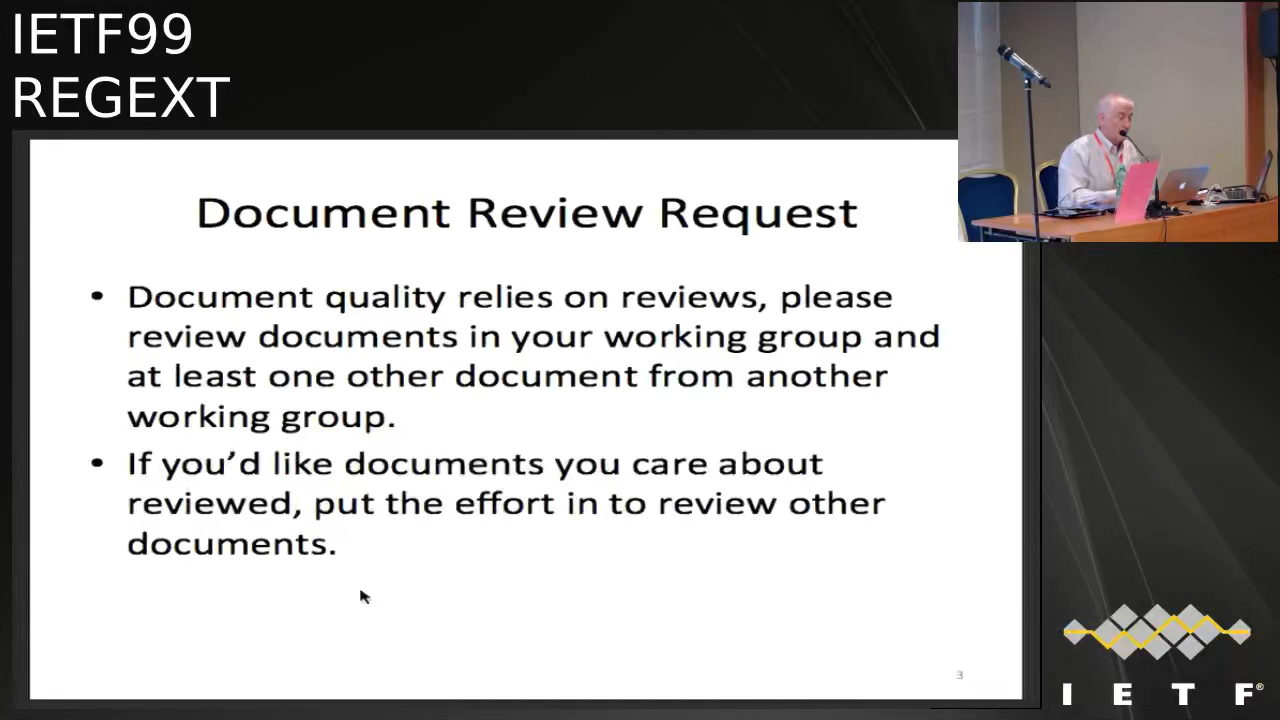 IETF99
REGEXT
Document Review Request
• Document quality relies on reviews, please
review documents in your working group and
at least one other document from another
working group.
• If you’d like documents you care about
reviewed, put the effort in to review other
documents.
3
I E T F®